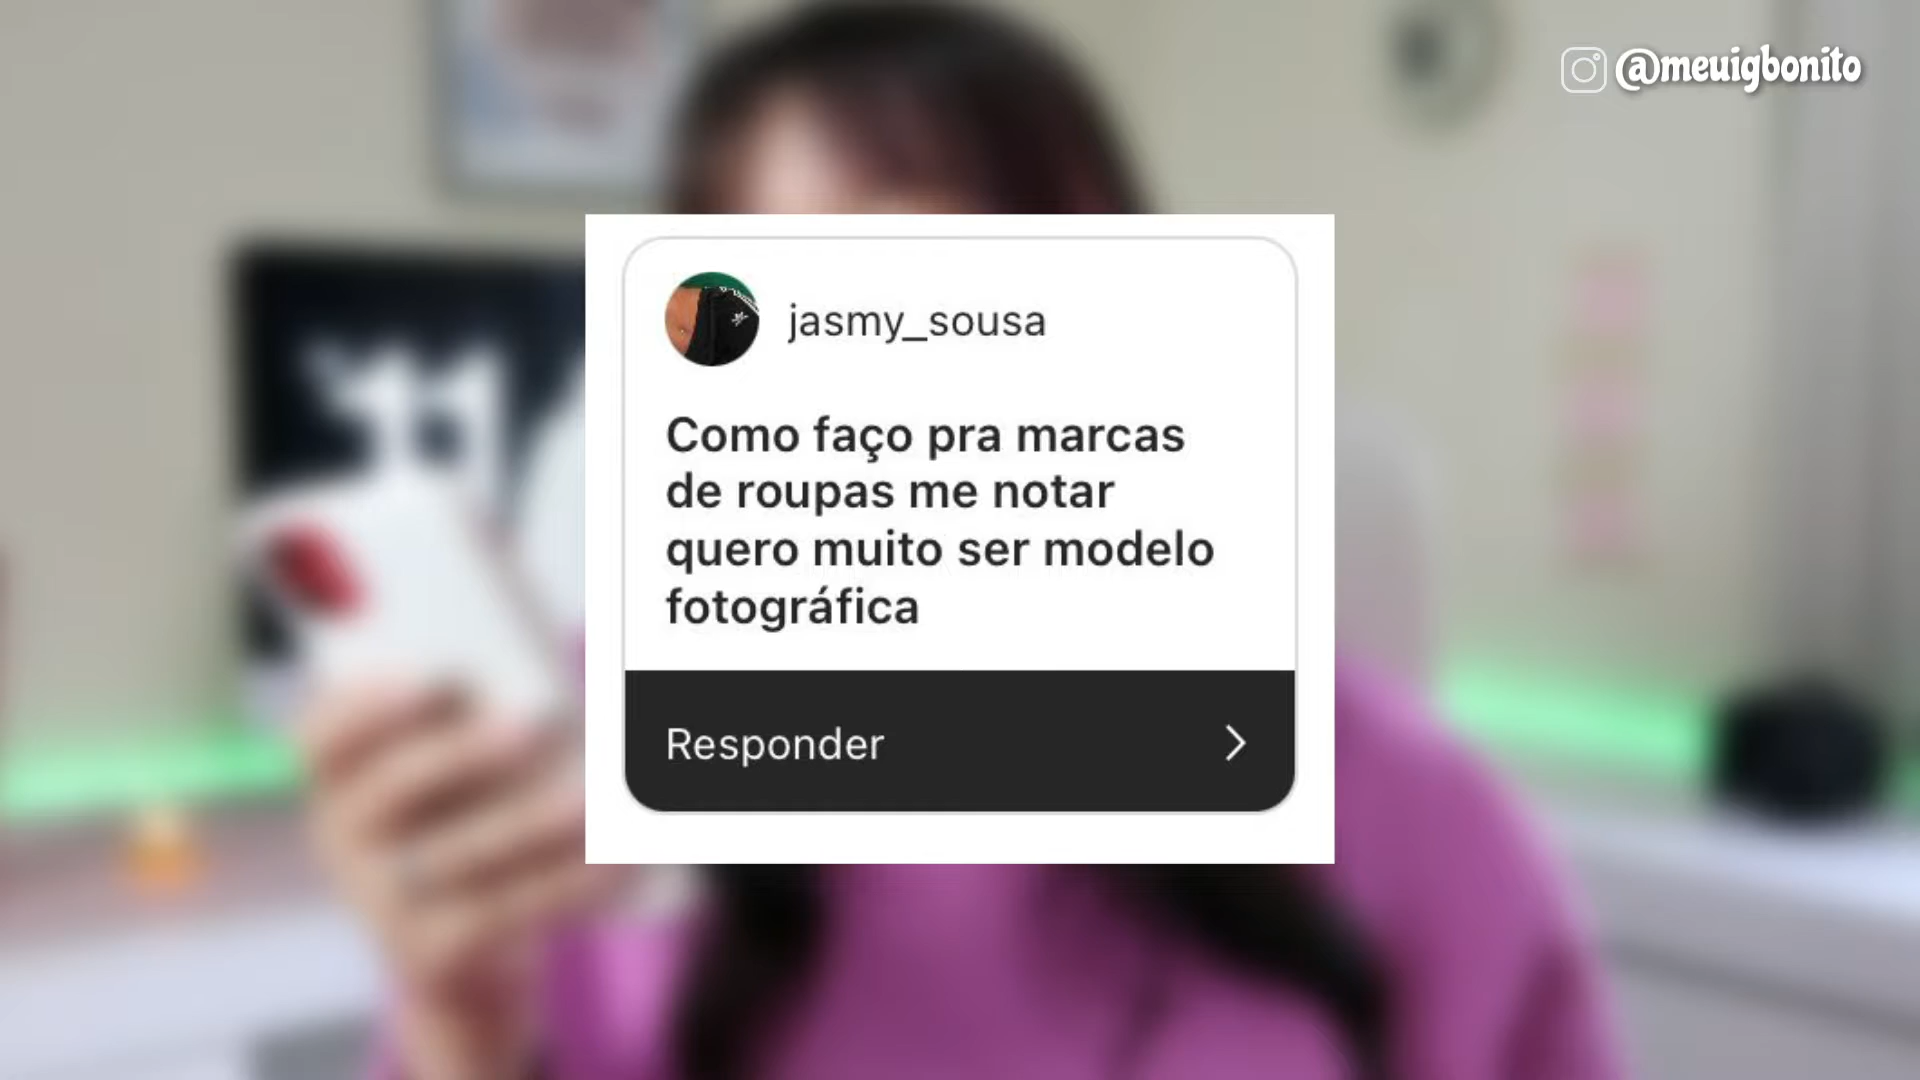 @meuigbonito
jasmy_sousa
Como faço pra marcas
de roupas me notar
quero muito ser modelo
fotográfica
Responder